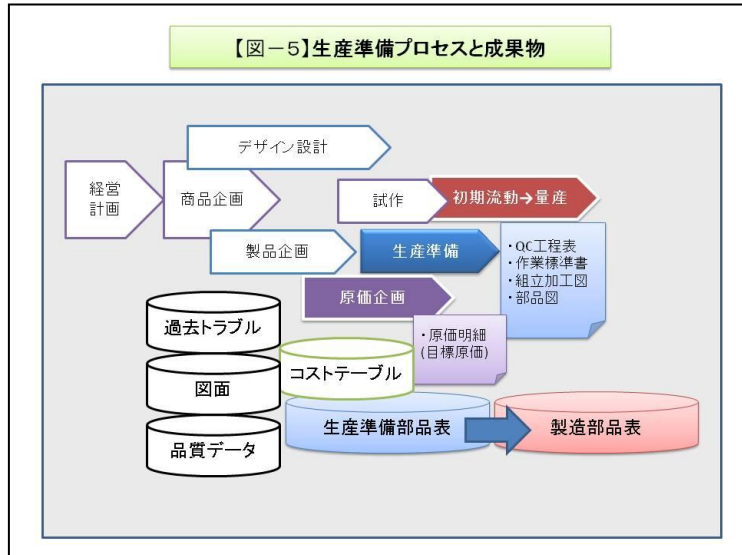 【図－５】生産準備プロセスと成果物
デザイン設計
経営
計画
商品企画
試作
初期流動→量産
製品企画
生産準備
・QC工程表
・作業標準書
・組立加工図
・部品図
原価企画
過去トラブル
・原価明細
(目標原価)
コストテーブル
図面
生産準備部品表
製造部品表
品質データ